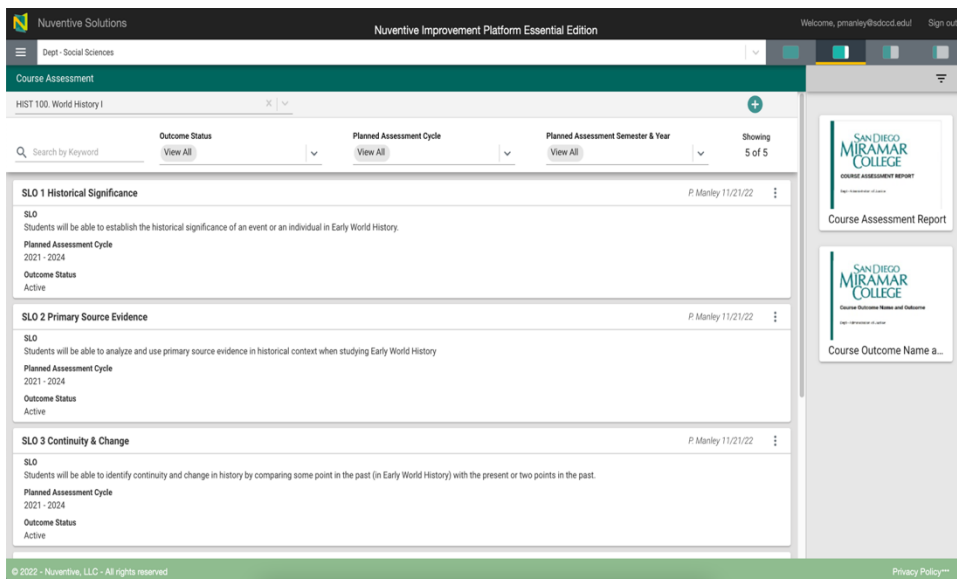 Nuventive Solutions
Nuventive Improvement Platform Essential Edition
Welcome, pmanley@sdccd.edu!
Sign out
Dept - Social Sciences
Course Assessment
HIST 100. World History I
Search by Keyword
Outcome Status
View All
Planned Assessment Cycle
View All
Planned Assessment Semester & Year
View All
Showing
5 of 5
SLO 1 Historical Significance
P. Manley 11/21/22
SLO
Students will be able to establish the historical significance of an event or an individual in Early World History.
Planned Assessment Cycle
2021 - 2024
Outcome Status
Active
SLO 2 Primary Source Evidence
P. Manley 11/21/22
SLO
Students will be able to analyze and use primary source evidence in historical context when studying Early World History
Planned Assessment Cycle
2021 - 2024
Outcome Status
Active
SLO 3 Continuity & Change
P. Manley 11/21/22
SLO
Students will be able to identify continuity and change in history by comparing some point in the past (in Early World History) with the present or two points in the past.
Planned Assessment Cycle
2021 - 2024
Outcome Status
Active
SAN DIEGO
MIRAMAR
COLLEGE
COURSE ASSESSMENT REPORT
Course Assessment Report
SAN DIEGO
MIRAMAR
COLLEGE
Course Outcome Name and Outcome
Course Outcome Name a...
© 2022 - Nuventive, LLC - All rights reserved
Privacy Policy